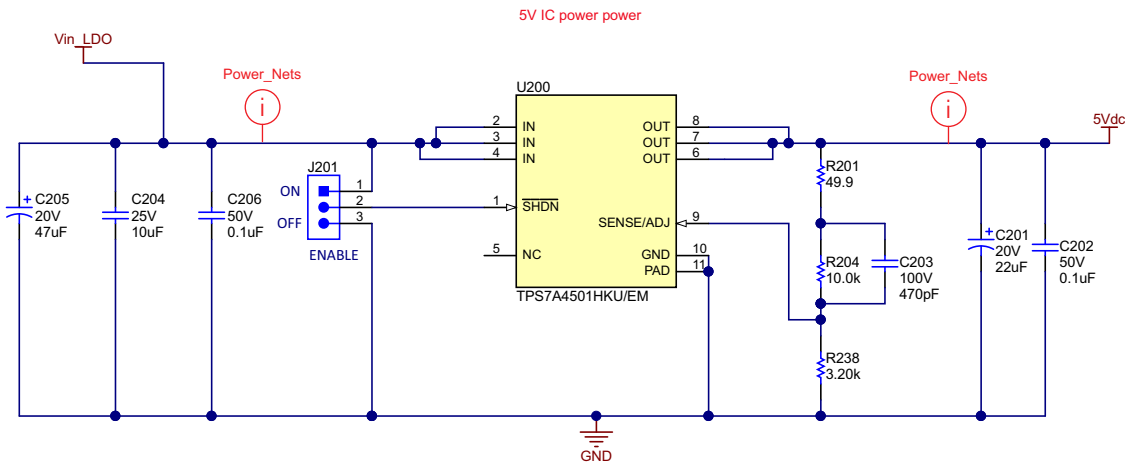 5V IC power power
Vin_LDO
Power_Nets
i
Power_Nets
i
5Vdc
U200
2
IN
3
IN
4
IN
1
SHDN
5
NC
OUT
8
OUT
7
OUT
6
SENSE/ADJ
9
GND
10
PAD
11
TPS7A4501HKU/EM
J201
ON
OFF
1
2
3
ENABLE
+
C205
20V
47uF
C204
25V
10uF
C206
50V
0.1uF
R201
49.9
R204
10.0k
C203
100V
470pF
R238
3.20k
+
C201
20V
22uF
C202
50V
0.1uF
GND